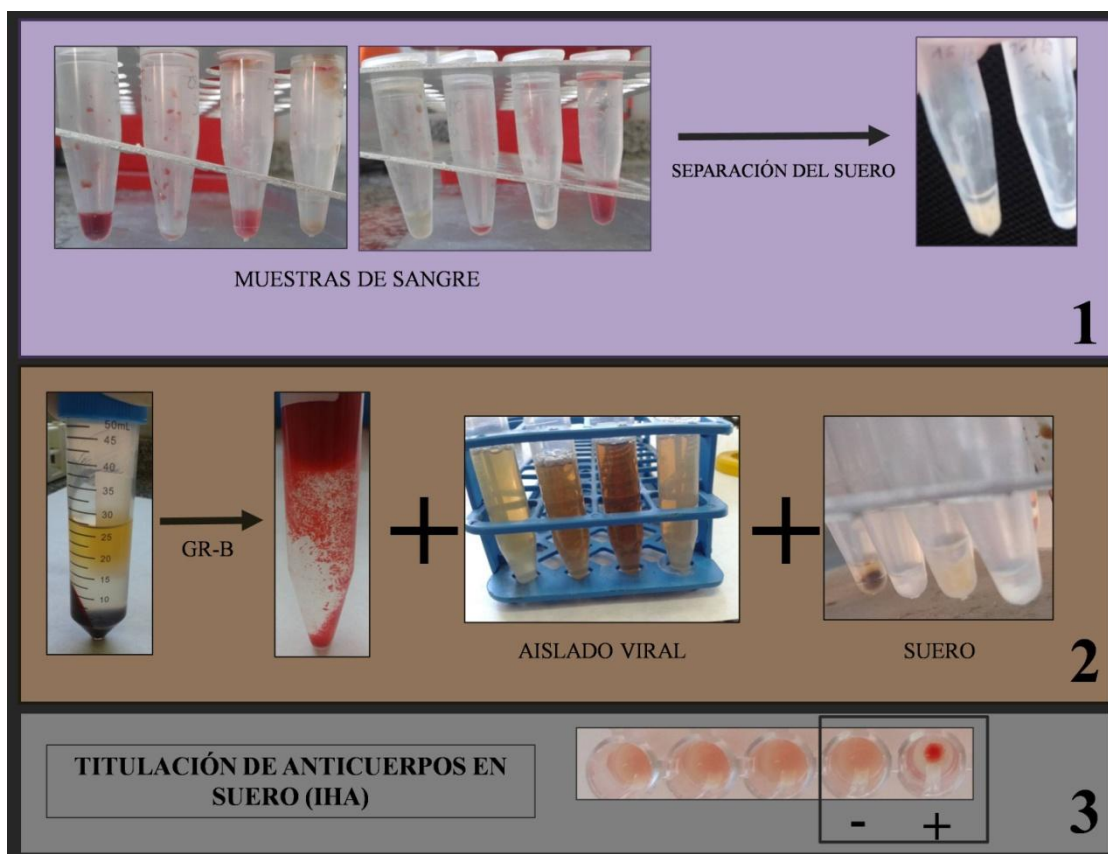 MUESTRAS DE SANGRE
SEPARACIÓN DEL SUERO
1
50mL
45
40
35
30
25
20
15
10
GR-B
+
AISLADO VIRAL
+
SUERO
2
TITULACIÓN DE ANTICUERPOS EN
SUERO (IHA)
- +
3